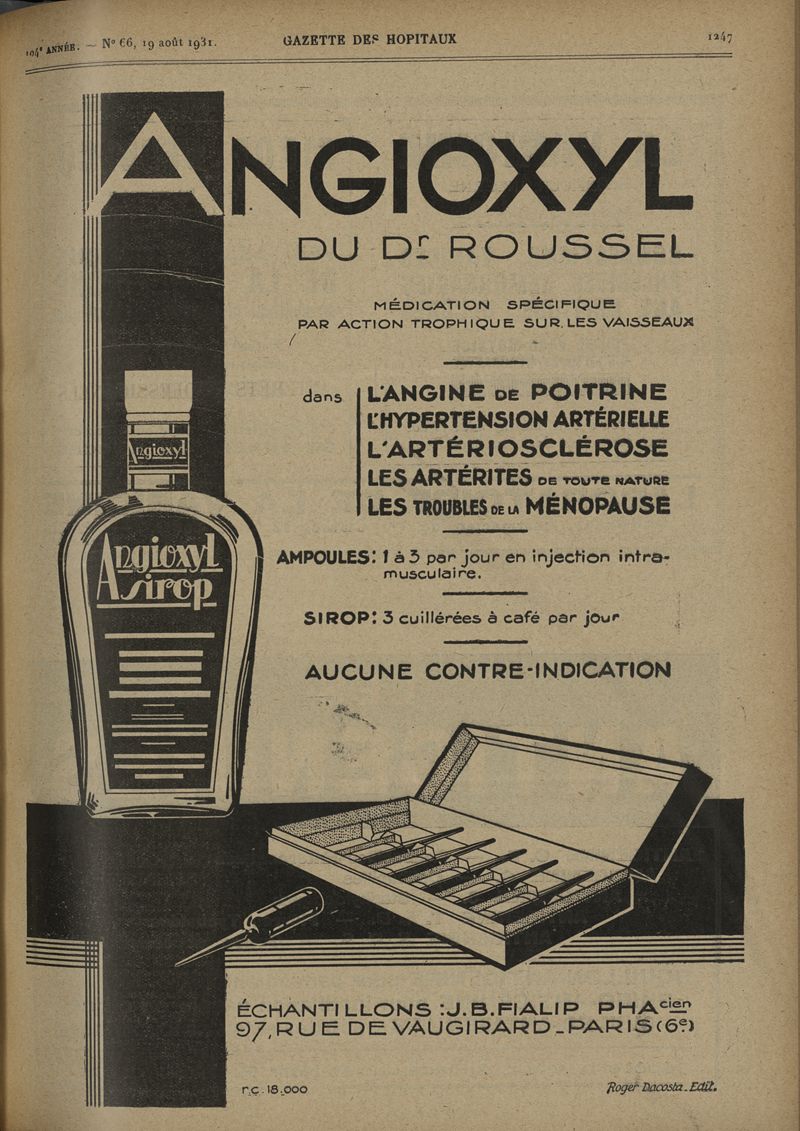 104e ANNÉE. — N° 66, 19 août 1931. GAZETTE DES HOPITAUX 1247
ANGIOXYL
DU Dr ROUSSEL
MÉDICATION SPÉCIFIQUE
PAR ACTION TROPHIQUE SUR LES VAISSEAUX
dans L'ANGINE DE POITRINE
L'HYPERTENSION ARTÉRIELLE
L'ARTÉRIOSCLÉROSE
LES ARTÉRITES DE TOUTE NATURE
LES TROUBLES DE LA MÉNOPAUSE
Angioxyl
Angioxyl
sirop
AMPOULES: 1 à 3 par jour en injection intra-
musculaire.
SIROP: 3 cuillérées à café par jour
AUCUNE CONTRE-INDICATION
ÉCHANTILLONS : J.B. FIALIP PHAcien
97, RUE DE VAUGIRARD - PARIS (6e)
r.c. 18.000 Roger Dacosta. Edit.